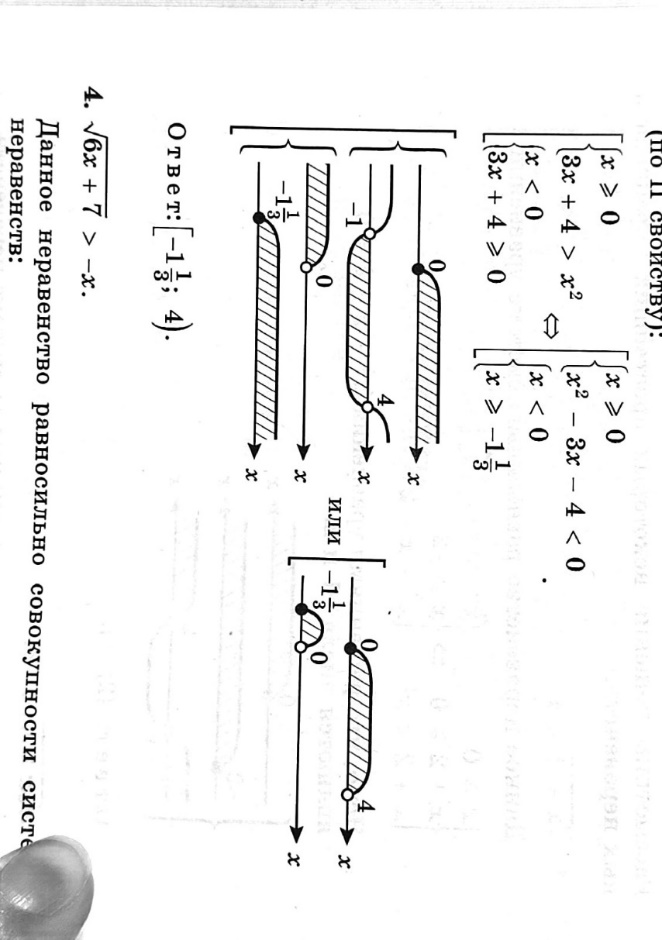 (по II свойству):
{ x ⩾ 0
{ 3x + 4 > x²
{ x < 0
{ 3x + 4 ⩾ 0
⇔
{ x ⩾ 0
{ x² − 3x − 4 < 0
{ x < 0
{ x ⩾ −1 1/3
.
0 x
−1 4 x
0 x
−1 1/3 x
или
0 4 x
−1 1/3 0 x
Ответ: [−1 1/3; 4).
4. √(6x + 7) > −x.
Данное неравенство равносильно совокупности
неравенств: